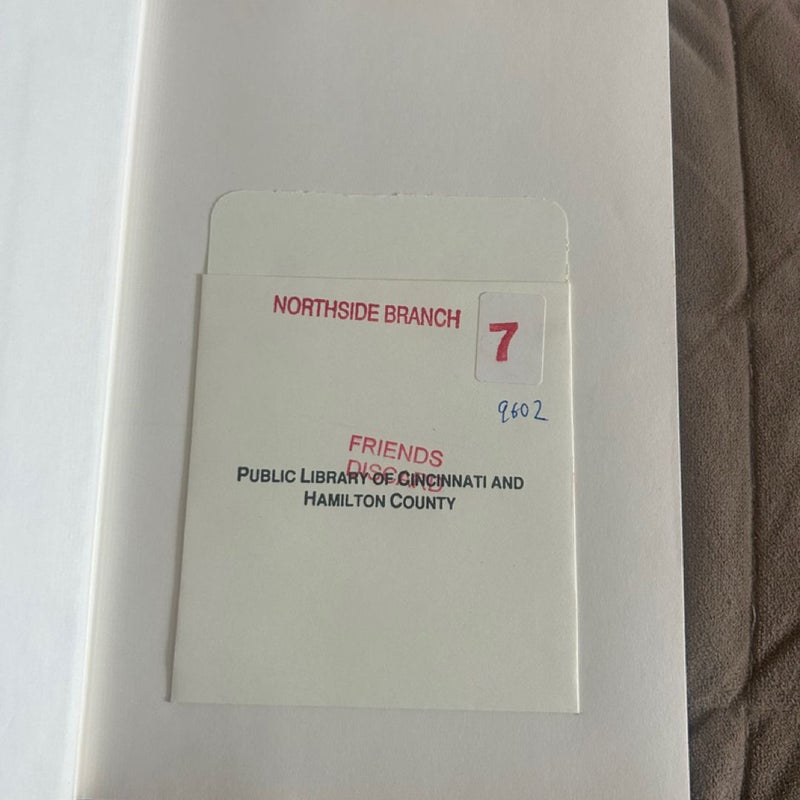 NORTHSIDE BRANCH
7
9602
FRIENDS
DISCARD
PUBLIC LIBRARY OF CINCINNATI AND
HAMILTON COUNTY